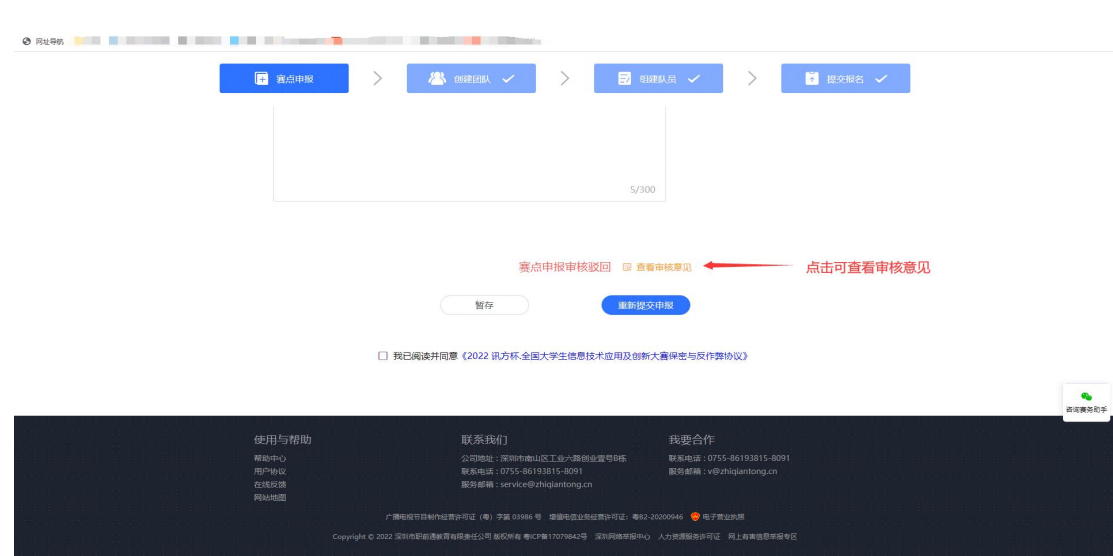 网址导航
赛点申报 > 创建团队 > 组建队员 > 提交报名
5/300
赛点申报审核驳回 查看审核意见 点击可查看审核意见
暂存 重新提交申报
我已阅读并同意《2022 讯方杯.全国大学生信息技术应用及创新大赛保密与反作弊协议》
咨询赛务助手
使用与帮助 联系我们 我要合作
帮助中心 公司地址：深圳市南山区工业六路创业壹号B栋 联系电话：0755-86193815-8091
用户协议 联系电话：0755-86193815-8091 服务邮箱：v@zhiqiantong.cn
在线反馈 服务邮箱：service@zhiqiantong.cn
网站地图
广播电视节目制作经营许可证（粤）字第 03986 号 增值电信业务经营许可证：粤B2-20200946 电子营业执照
Copyright © 2022 深圳市职前通教育有限责任公司 版权所有 粤ICP备17079842号 深圳网络举报中心 人力资源服务许可证 网上有害信息举报专区